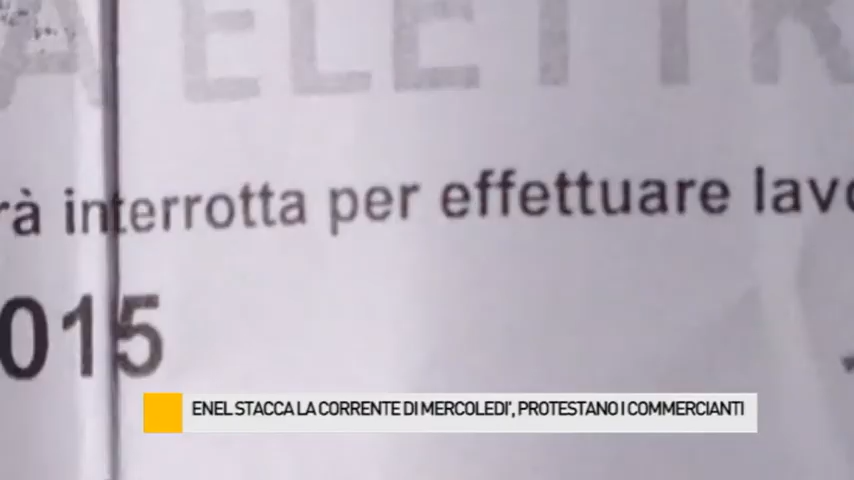 A ELETTR
rà interrotta per effettuare lavo
015
ENEL STACCA LA CORRENTE DI MERCOLEDI', PROTESTANO I COMMERCIANTI